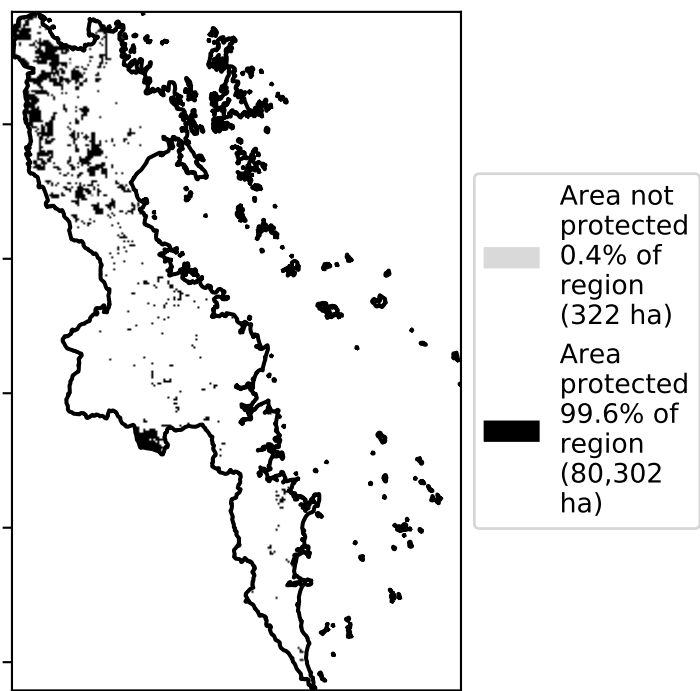 Area not
protected
0.4% of
region
(322 ha)
Area
protected
99.6% of
region
(80,302
ha)